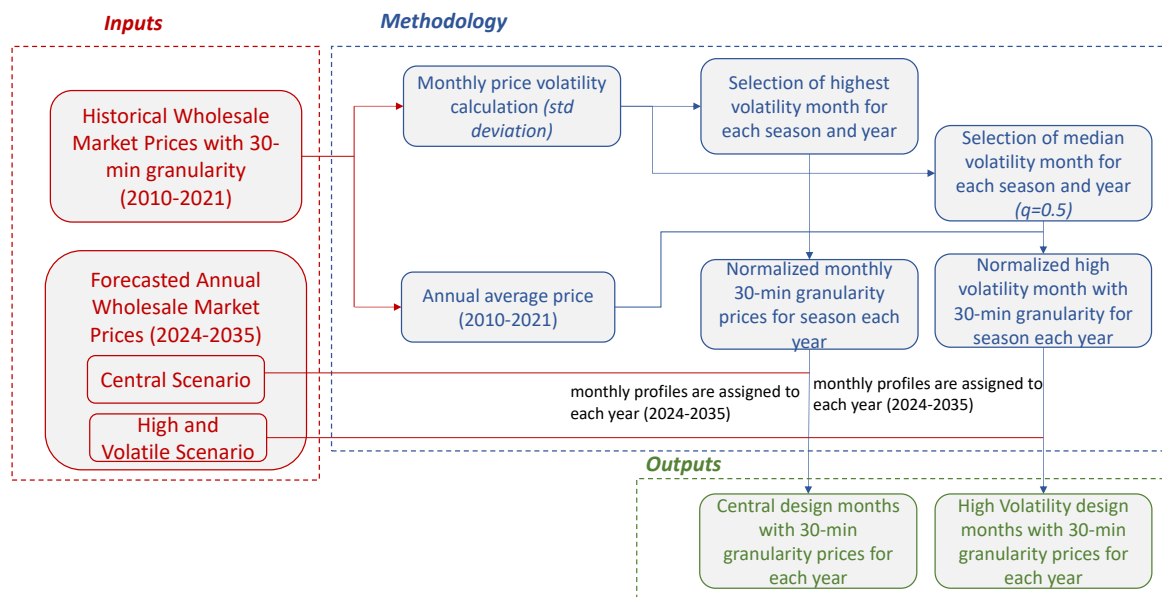 Inputs
Methodology
Historical Wholesale
Market Prices with 30-
min granularity
(2010-2021)
Forecasted Annual
Wholesale Market
Prices (2024-2035)
Central Scenario
High and
Volatile Scenario
Monthly price volatility
calculation (std
deviation)
Selection of highest
volatility month for
each season and year
Selection of median
volatility month for
each season and year
(q=0.5)
Annual average price
(2010-2021)
Normalized monthly
30-min granularity
prices for season each
year
Normalized high
volatility month with
30-min granularity for
season each year
monthly profiles are assigned to
each year (2024-2035)
monthly profiles are assigned to
each year (2024-2035)
Outputs
Central design months
with 30-min
granularity prices for
each year
High Volatility design
months with 30-min
granularity prices for
each year